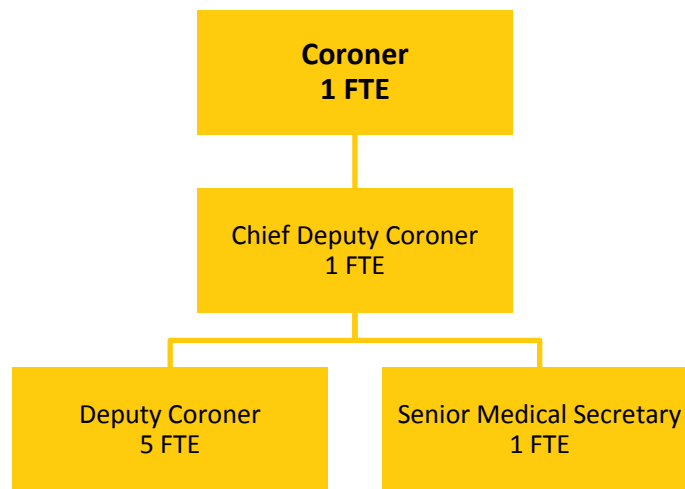 Coroner
1 FTE
Chief Deputy Coroner
1 FTE
Deputy Coroner
5 FTE
Senior Medical Secretary
1 FTE